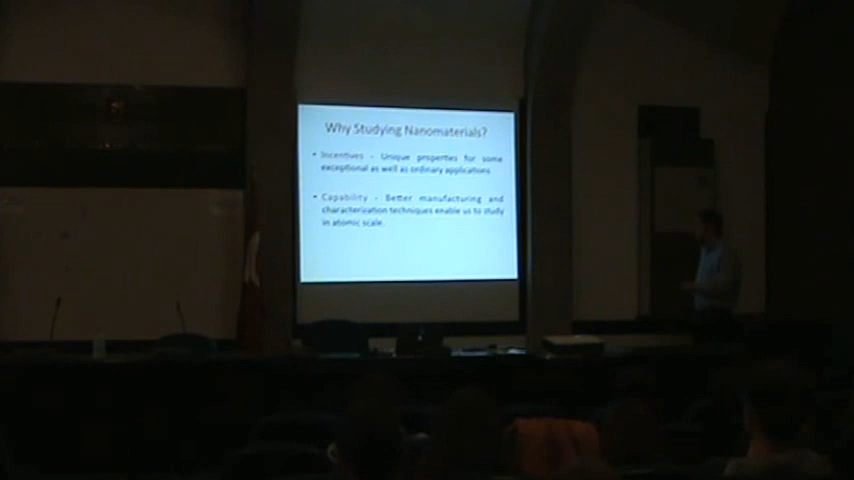 Why Studying Nanomaterials?
• Incentives - Unique properties for some
exceptional as well as ordinary applications
• Capability - Better manufacturing and
characterization techniques enable us to study
in atomic scale.